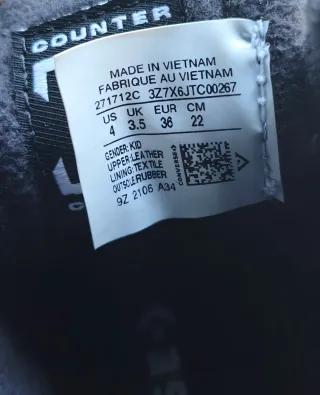 COUNTER
MADE IN VIETNAM
FABRIQUE AU VIETNAM
271712C 3Z7X6JTC00267
US UK EUR CM
4 3.5 36 22
GENDER: KID
UPPER: LEATHER
LINING: TEXTILE
OUTSOLE: RUBBER
CONVERSE
9Z 2106 A34